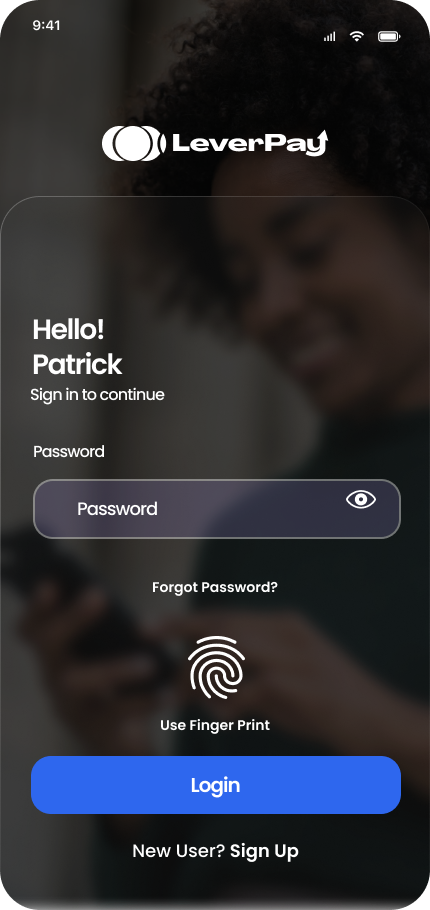 9:41
LeverPay
Hello!
Patrick
Sign in to continue
Password
Password
Forgot Password?
Use Finger Print
Login
New User? Sign Up